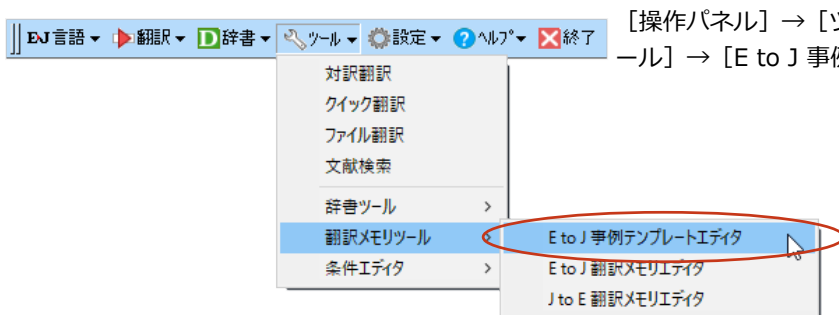 EJ 言語 ▼ 翻訳 ▼ D 辞書 ▼ ツール ▼ 設定 ▼ ? ヘルプ ▼ 終了
［操作パネル］→［ツ
ール］→［E to J 事
対訳翻訳
クイック翻訳
ファイル翻訳
文献検索
辞書ツール >
翻訳メモリツール >
条件エディタ >
E to J 事例テンプレートエディタ
E to J 翻訳メモリエディタ
J to E 翻訳メモリエディタ